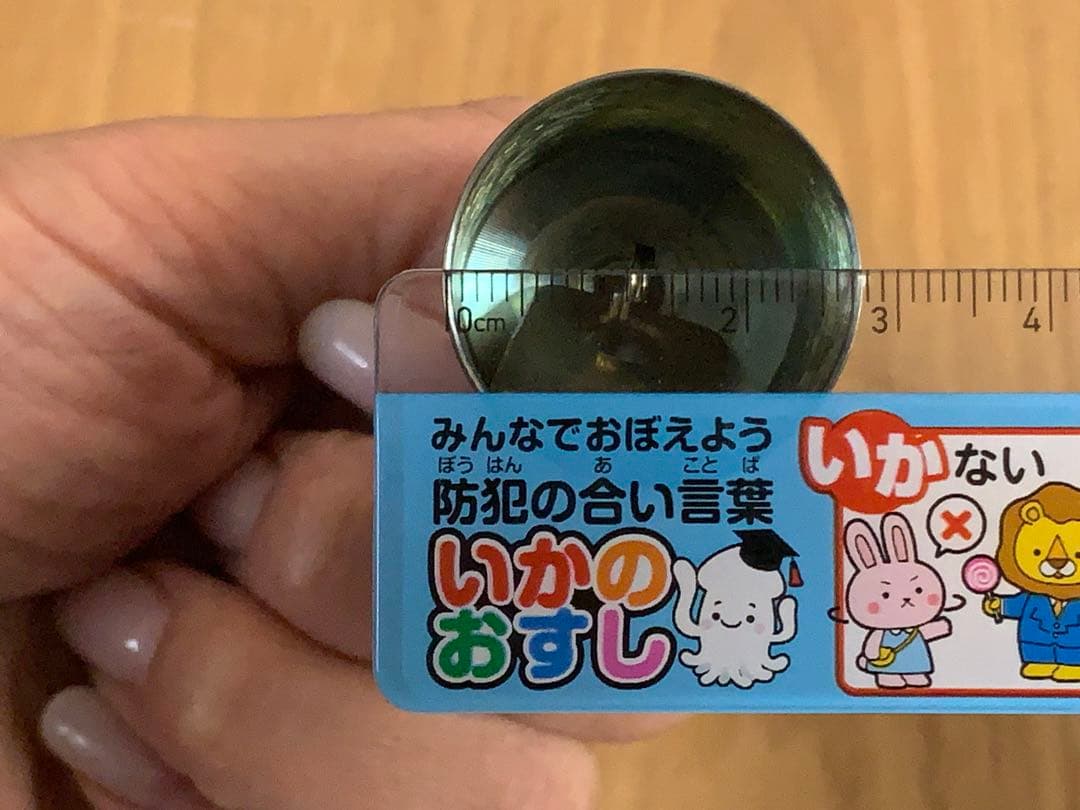 0cm 2 3 4
みんなでおぼえよう
ぼう はん あ こと ば
防犯の合い言葉
いかの
おすし
いかない